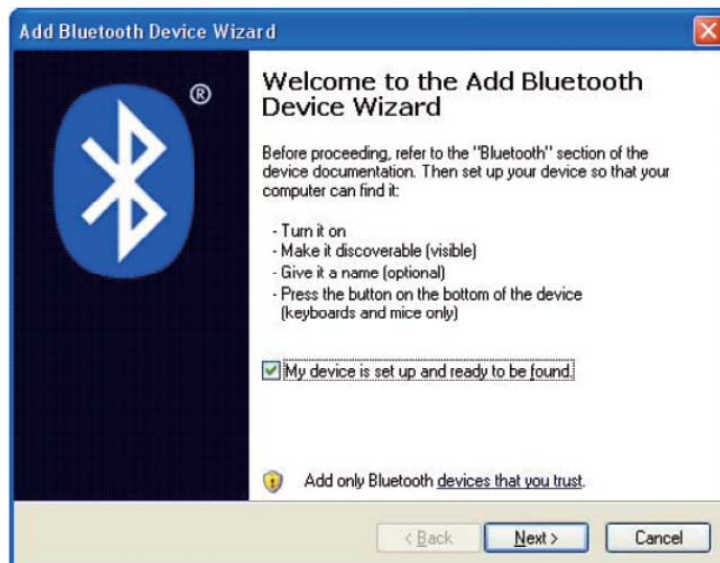 Add Bluetooth Device Wizard
®
Welcome to the Add Bluetooth
Device Wizard
Before proceeding, refer to the "Bluetooth" section of the
device documentation. Then set up your device so that your
computer can find it:
- Turn it on
- Make it discoverable (visible)
- Give it a name (optional)
- Press the button on the bottom of the device
(keyboards and mice only)
My device is set up and ready to be found.
Add only Bluetooth devices that you trust.
< Back Next > Cancel